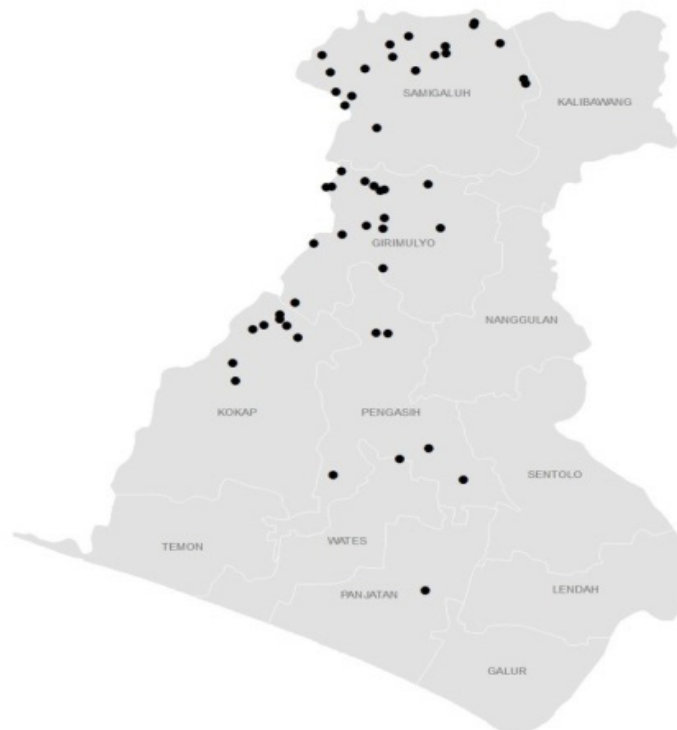 SAMIGALUH
KALIBAWANG
GIRIMULYO
NANGGULAN
KOKAP
PENGASIH
SENTOLO
TEMON
WATES
PANJATAN
LENDAH
GALUR